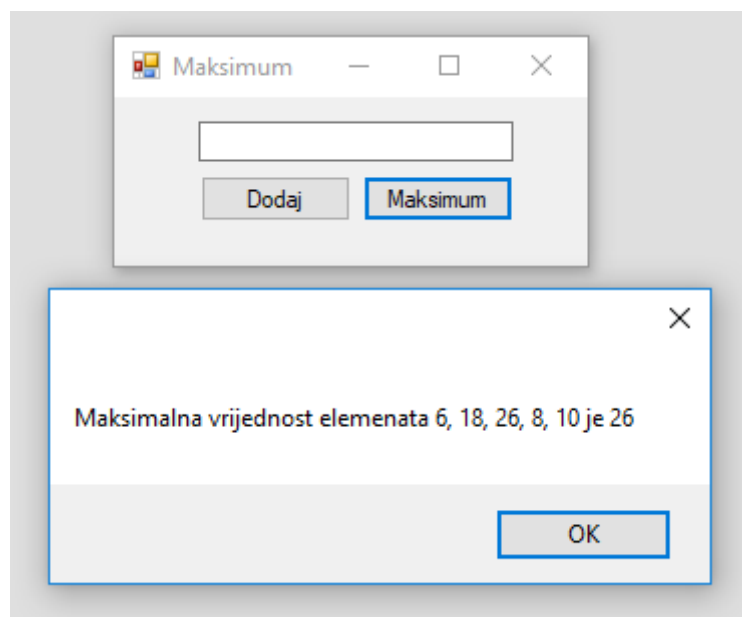 Maksimum
Dodaj Maksimum
Maksimalna vrijednost elemenata 6, 18, 26, 8, 10 je 26
OK